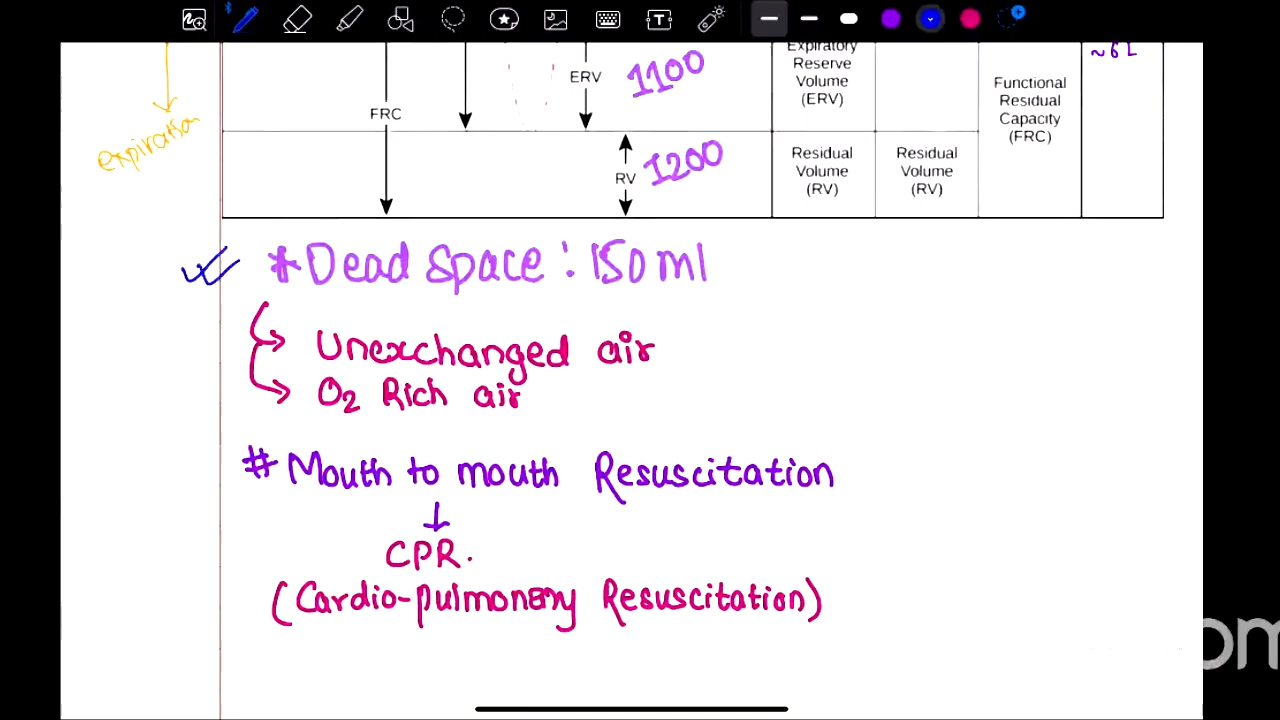 Expiratory
Reserve
Volume
(ERV)
~6L
ERV
1100
FRC
Functional
Residual
Capacity
(FRC)
expiration
RV
1200
Residual
Volume
(RV)
Residual
Volume
(RV)
*Dead space : 150 ml
Unexchanged air
O2 Rich air
# Mouth to mouth Resuscitation
↓
CPR.
(Cardio-pulmonary Resuscitation)
om